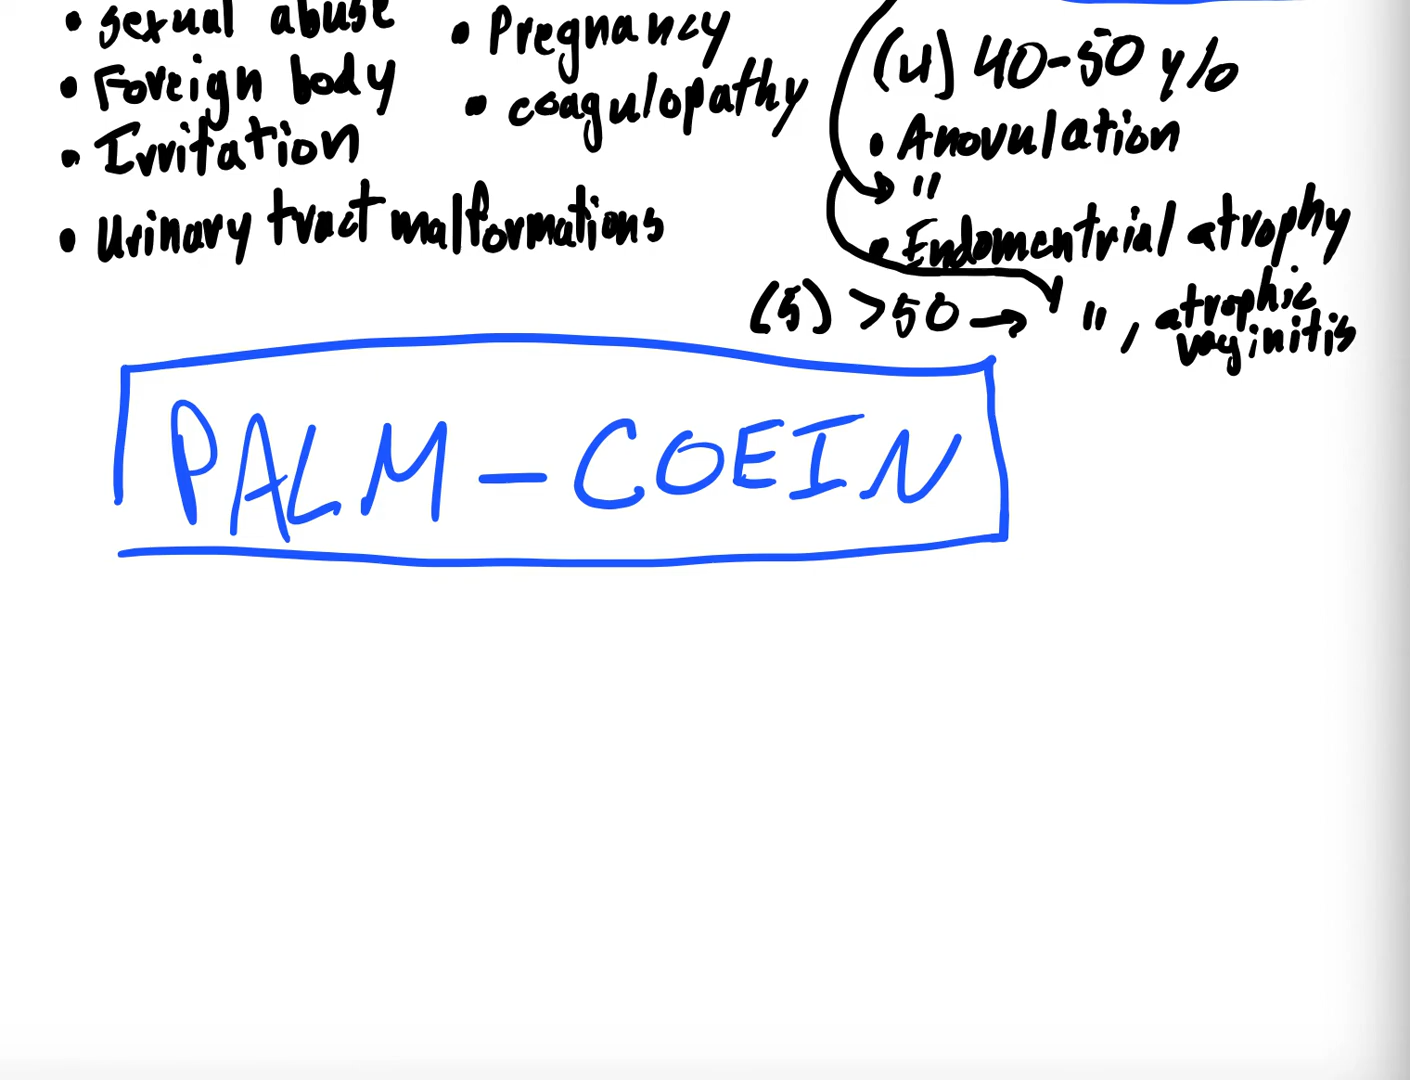 • sexual abuse
• Foreign body
• Irritation
• Urinary tract malformations
• Pregnancy
• coagulopathy
(4) 40-50 y/o
• Anovulation
"
• Endomentrial atrophy
(5) >50 → ", atrophic
vaginitis
PALM-COEIN